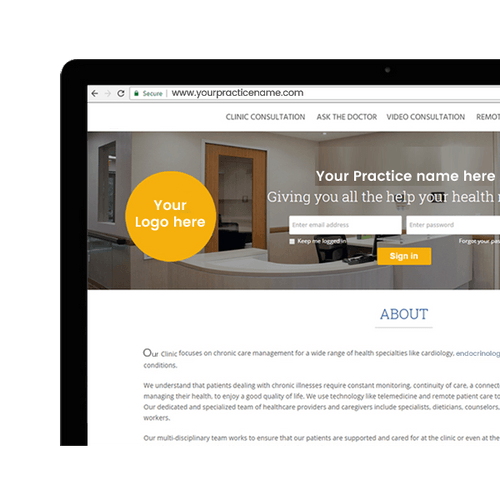 Secure | www.yourpracticename.com
CLINIC CONSULTATION ASK THE DOCTOR VIDEO CONSULTATION REMOT
Your Practice name here
Giving you all the help your health
Your
Logo here
Enter email address Enter password
Keep me logged in Forgot your
Sign in
ABOUT
Our Clinic focuses on chronic care management for a wide range of health specialties like cardiology, endocrinolog
conditions.
We understand that patients dealing with chronic illnesses require constant monitoring, continuity of care, a connect
managing their health, to enjoy a good quality of life. We use technology like telemedicine and remote patient care to
Our dedicated and specialized team of healthcare providers and caregivers include specialists, dieticians, counselors,
workers.
Our multi-disciplinary team works to ensure that our patients are supported and cared for at the clinic or even at the